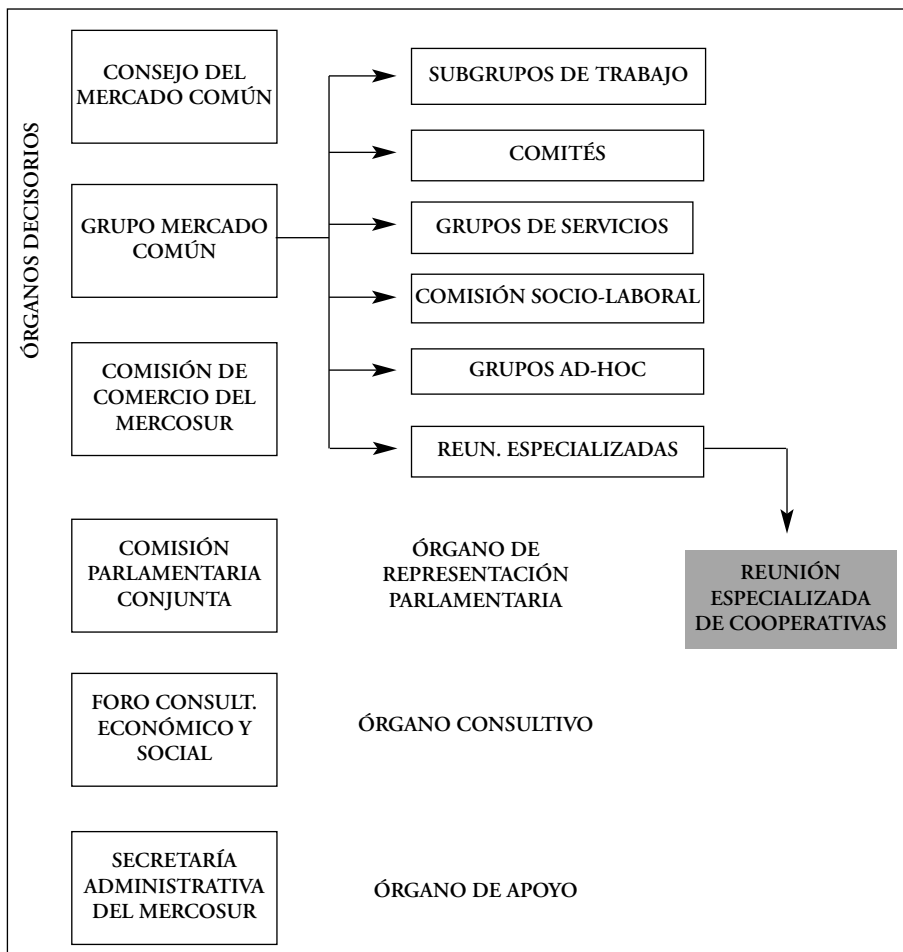 ÓRGANOS DECISORIOS
CONSEJO DEL
MERCADO COMÚN
GRUPO MERCADO
COMÚN
COMISIÓN DE
COMERCIO DEL
MERCOSUR
SUBGRUPOS DE TRABAJO
COMITÉS
GRUPOS DE SERVICIOS
COMISIÓN SOCIO-LABORAL
GRUPOS AD-HOC
REUN. ESPECIALIZADAS
COMISIÓN
PARLAMENTARIA
CONJUNTA
ÓRGANO DE
REPRESENTACIÓN
PARLAMENTARIA
REUNIÓN
ESPECIALIZADA
DE COOPERATIVAS
FORO CONSULT.
ECONÓMICO Y
SOCIAL
ÓRGANO CONSULTIVO
SECRETARÍA
ADMINISTRATIVA
DEL MERCOSUR
ÓRGANO DE APOYO